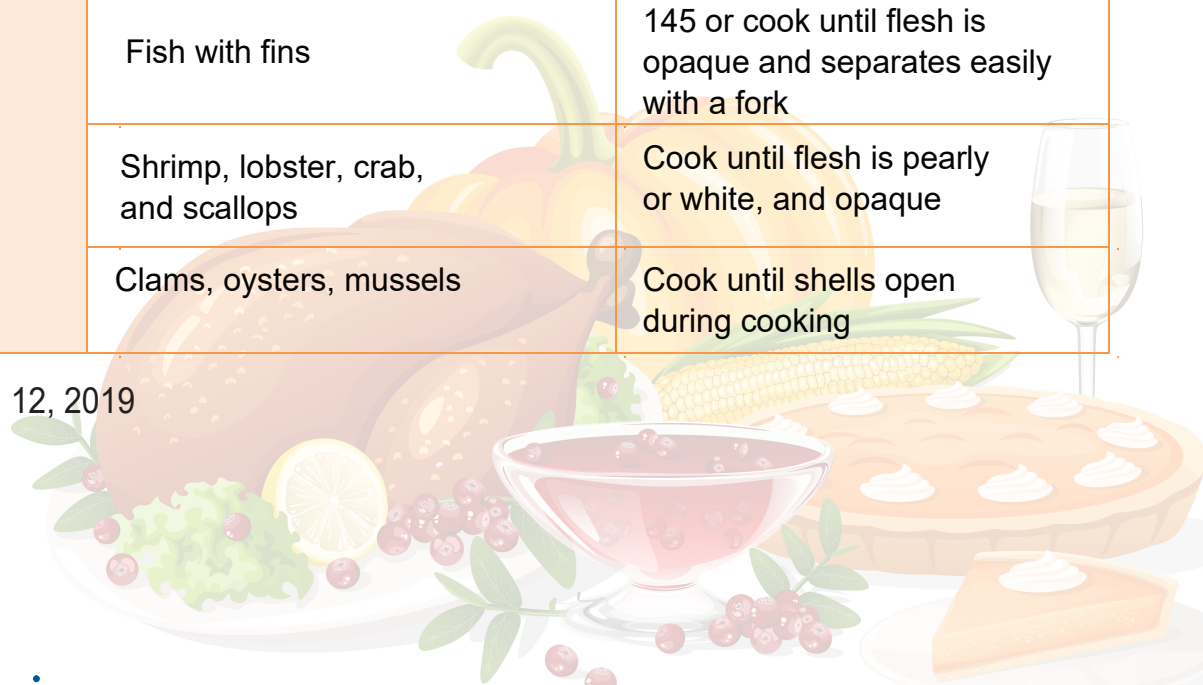 Fish with fins
145 or cook until flesh is
opaque and separates easily
with a fork
Shrimp, lobster, crab,
and scallops
Cook until flesh is pearly
or white, and opaque
Clams, oysters, mussels
Cook until shells open
during cooking
12, 2019